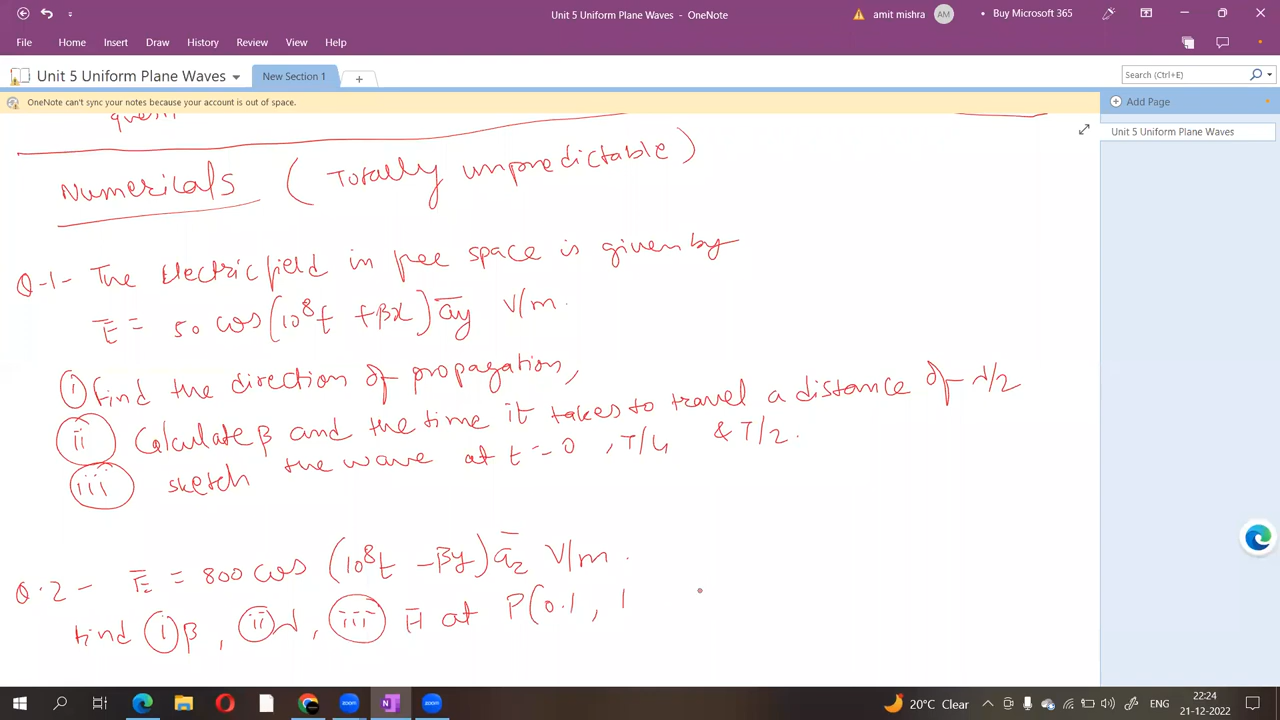 Unit 5 Uniform Plane Waves - OneNote
amit mishra
AM
Buy Microsoft 365
File Home Insert Draw History Review View Help
Unit 5 Uniform Plane Waves
New Section 1
+
Search (Ctrl+E)
OneNote can't sync your notes because your account is out of space.
Add Page
Unit 5 Uniform Plane Waves
Numericals (Totally unpredictable)
Q-1- The Electric field in free space is given by
E̅ = 50 cos(10⁸t + βx) a̅y V/m.
(i) find the direction of propagation,
(ii) Calculate β and the time it takes to travel a distance of λ/2
(iii) sketch the wave at t=0, T/4 & T/2.
Q.2- E̅ = 800 cos (10⁸t - βy) a̅z V/m.
find (i) β, (ii) λ, (iii) H̅ at P(0.1, 1
20°C Clear
22:24
21-12-2022